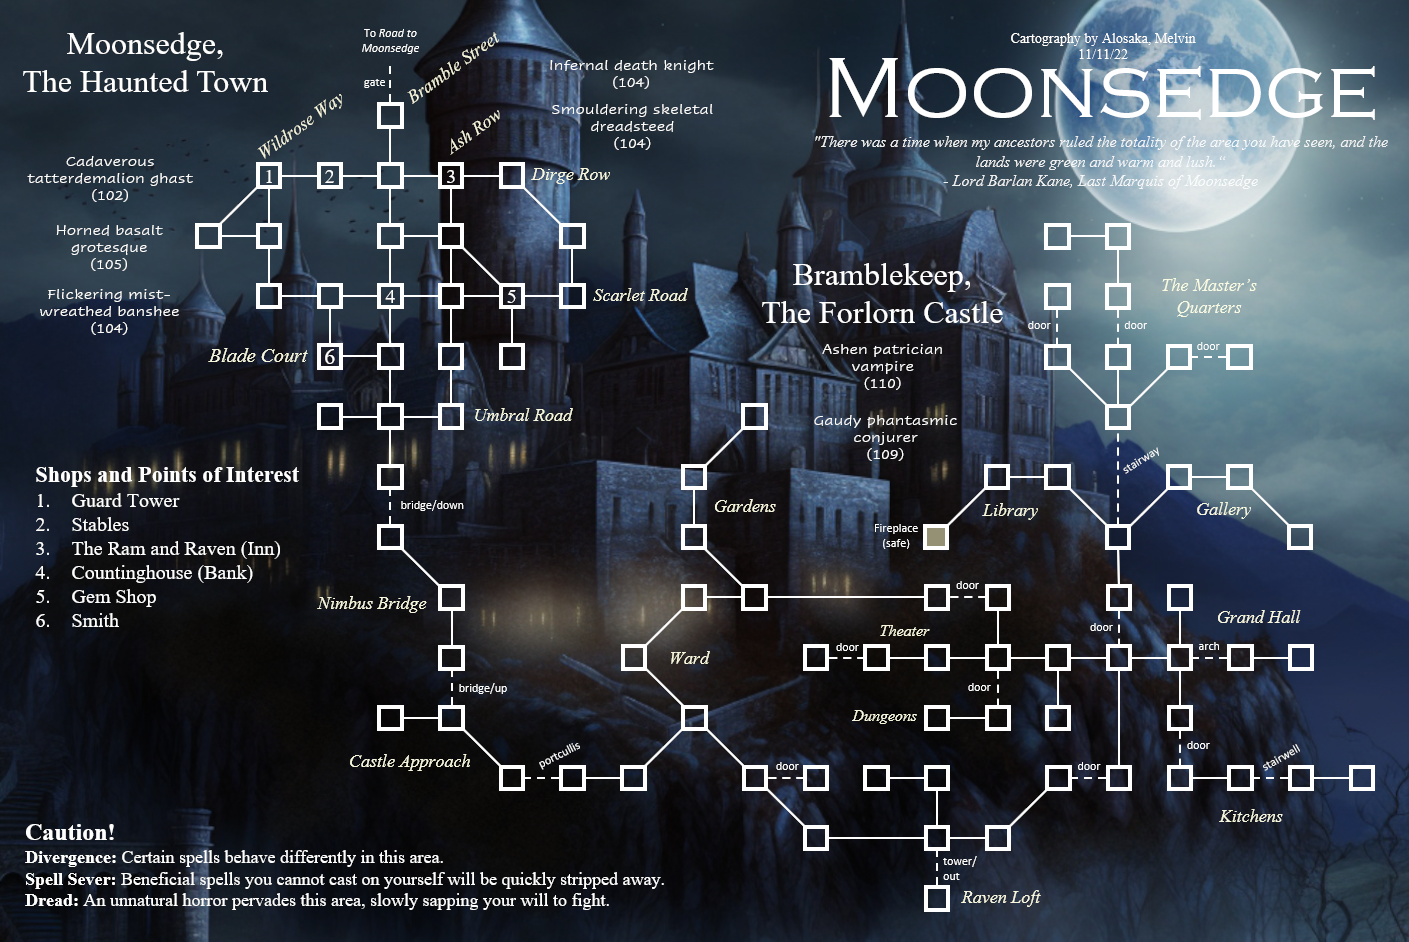 Moonsedge,
The Haunted Town
To Road to
Moonsedge
gate
Bramble Street
Wildrose Way
Ash Row
Infernal death knight
(104)
Smouldering skeletal
dreadsteed
(104)
Cartography by Alosaka, Melvin
11/11/22
MOONSEDGE
"There was a time when my ancestors ruled the totality of the area you have seen, and the
lands were green and warm and lush.“
- Lord Barlan Kane, Last Marquis of Moonsedge
Cadaverous
tatterdemalion ghast
(102)
1
2
3
Dirge Row
Horned basalt
grotesque
(105)
Flickering mist-
wreathed banshee
(104)
4
5
Scarlet Road
Blade Court
6
Umbral Road
Bramblekeep,
The Forlorn Castle
Ashen patrician
vampire
(110)
Gaudy phantasmic
conjurer
(109)
The Master’s
Quarters
door
door
door
stairway
Shops and Points of Interest
1. Guard Tower
2. Stables
3. The Ram and Raven (Inn)
4. Countinghouse (Bank)
5. Gem Shop
6. Smith
bridge/down
Nimbus Bridge
bridge/up
Castle Approach
portcullis
Gardens
Ward
Library
Fireplace
(safe)
Gallery
door
Theater
door
door
Grand Hall
arch
door
Dungeons
door
door
door
stairwell
Kitchens
tower/
out
Raven Loft
Caution!
Divergence: Certain spells behave differently in this area.
Spell Sever: Beneficial spells you cannot cast on yourself will be quickly stripped away.
Dread: An unnatural horror pervades this area, slowly sapping your will to fight.